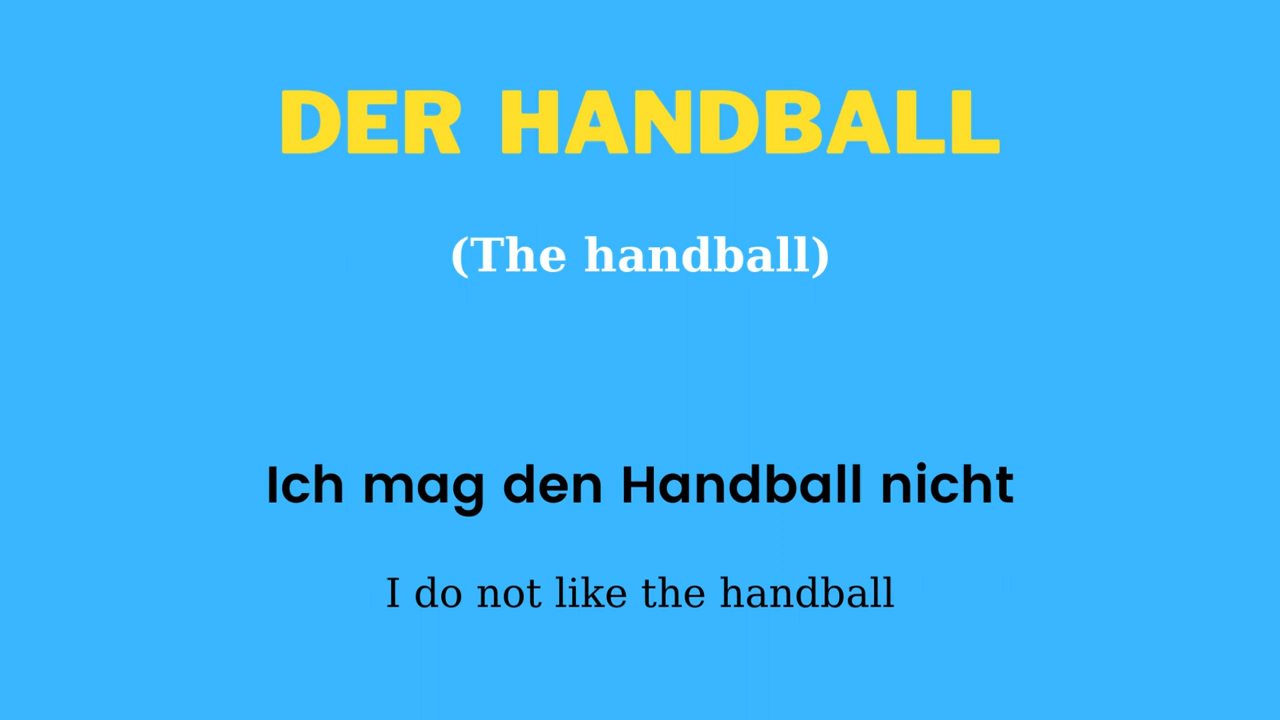 DER HANDBALL
(The handball)
Ich mag den Handball nicht
I do not like the handball